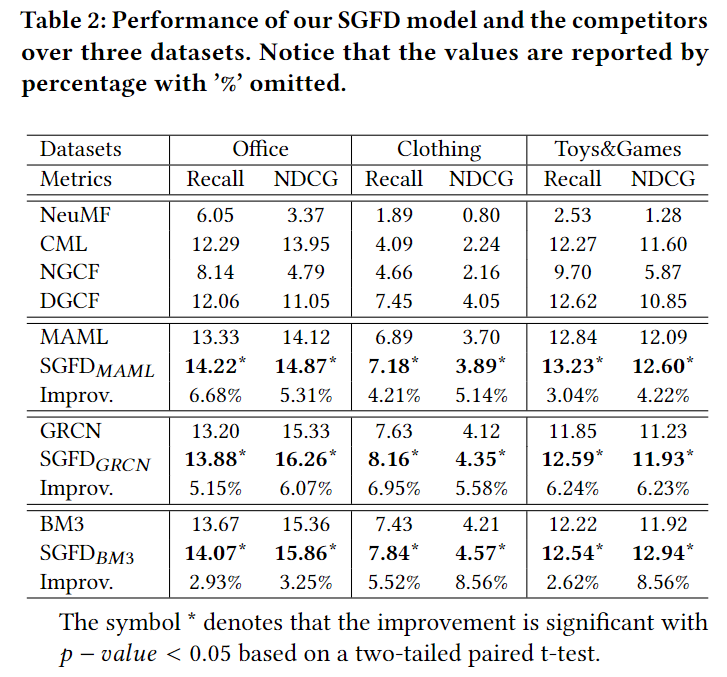 Table 2: Performance of our SGFD model and the competitors
over three datasets. Notice that the values are reported by
percentage with '%' omitted.
Datasets Office Clothing Toys&Games
Metrics Recall NDCG Recall NDCG Recall NDCG
NeuMF 6.05 3.37 1.89 0.80 2.53 1.28
CML 12.29 13.95 4.09 2.24 12.27 11.60
NGCF 8.14 4.79 4.66 2.16 9.70 5.87
DGCF 12.06 11.05 7.45 4.05 12.62 10.85
MAML 13.33 14.12 6.89 3.70 12.84 12.09
SGFD_MAML 14.22* 14.87* 7.18* 3.89* 13.23* 12.60*
Improv. 6.68% 5.31% 4.21% 5.14% 3.04% 4.22%
GRCN 13.20 15.33 7.63 4.12 11.85 11.23
SGFD_GRCN 13.88* 16.26* 8.16* 4.35* 12.59* 11.93*
Improv. 5.15% 6.07% 6.95% 5.58% 6.24% 6.23%
BM3 13.67 15.36 7.43 4.21 12.22 11.92
SGFD_BM3 14.07* 15.86* 7.84* 4.57* 12.54* 12.94*
Improv. 2.93% 3.25% 5.52% 8.56% 2.62% 8.56%
The symbol * denotes that the improvement is significant with
p − value < 0.05 based on a two-tailed paired t-test.